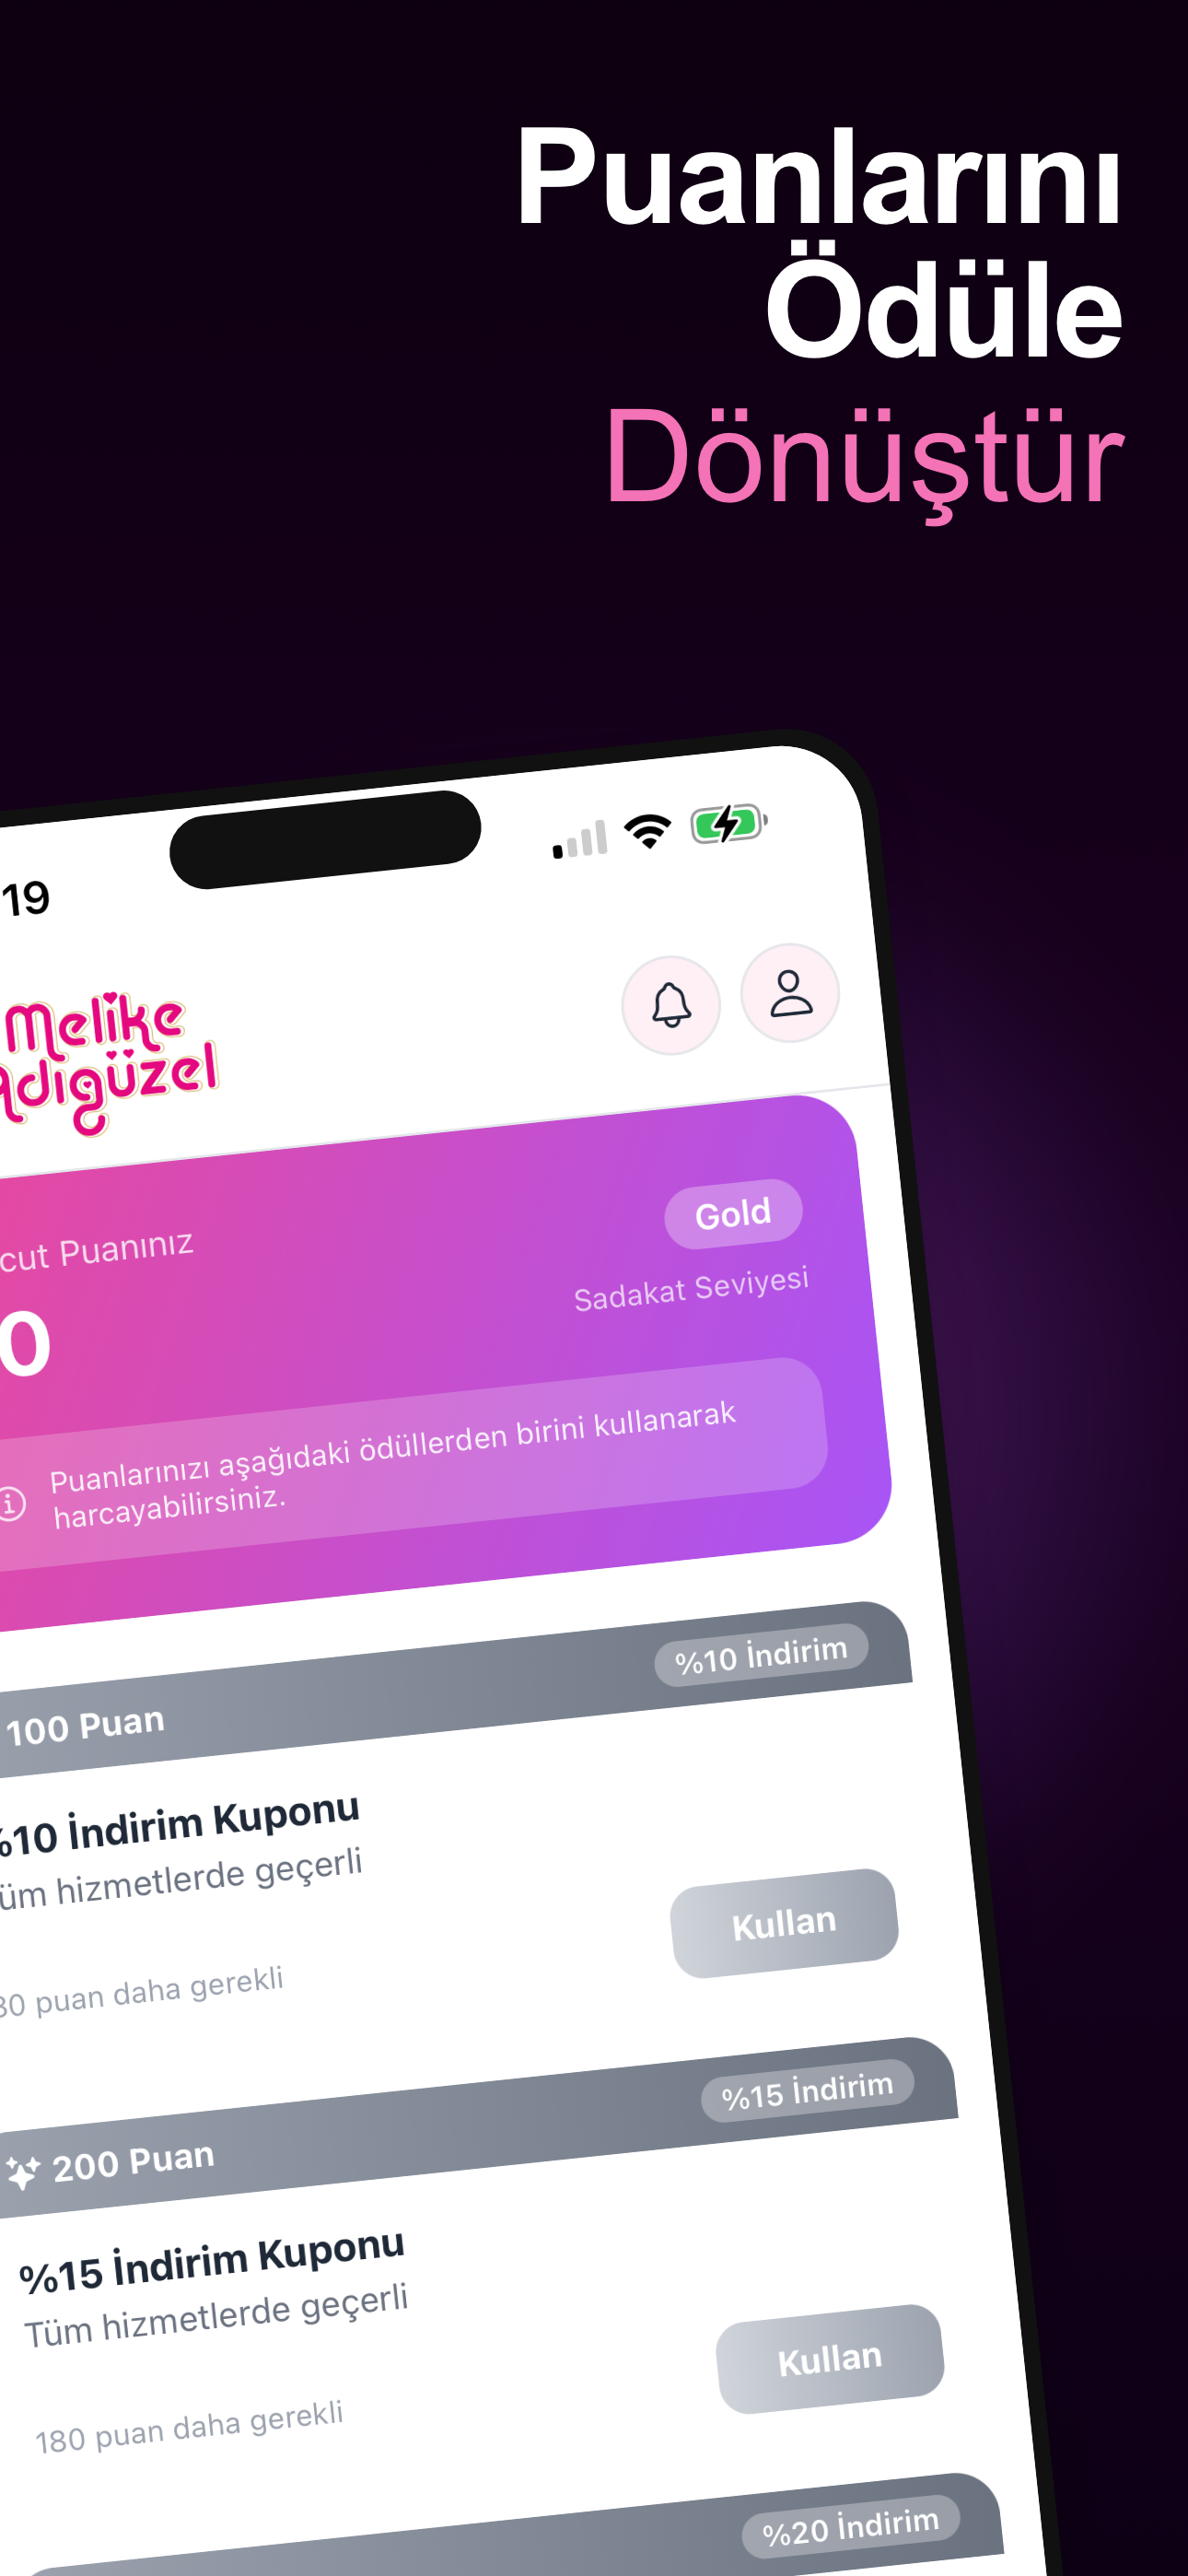 Puanlarını
Ödüle
Dönüştür
19
Melike
Adıgüzel
cut Puanınız
0
Gold
Sadakat Seviyesi
Puanlarınızı aşağıdaki ödüllerden birini kullanarak
harcayabilirsiniz.
100 Puan
%10 İndirim
%10 İndirim Kuponu
üm hizmetlerde geçerli
80 puan daha gerekli
Kullan
200 Puan
%15 İndirim
%15 İndirim Kuponu
Tüm hizmetlerde geçerli
180 puan daha gerekli
Kullan
%20 İndirim